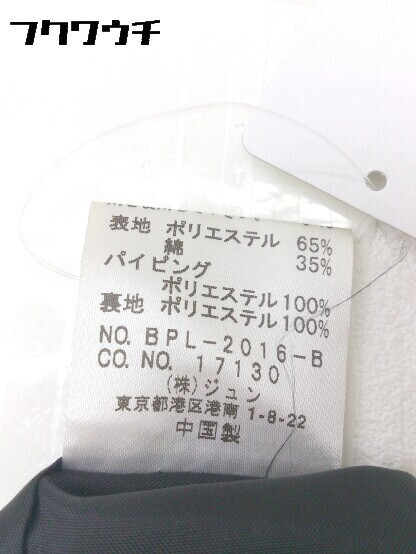 フクワウチ
表地 ポリエステル 65%
綿 35%
パイピング
ポリエステル100%
裏地 ポリエステル100%
NO. BPL-2016-B
CO. NO. 17130
(株)ジュン
東京都港区港南1-8-22
中国製